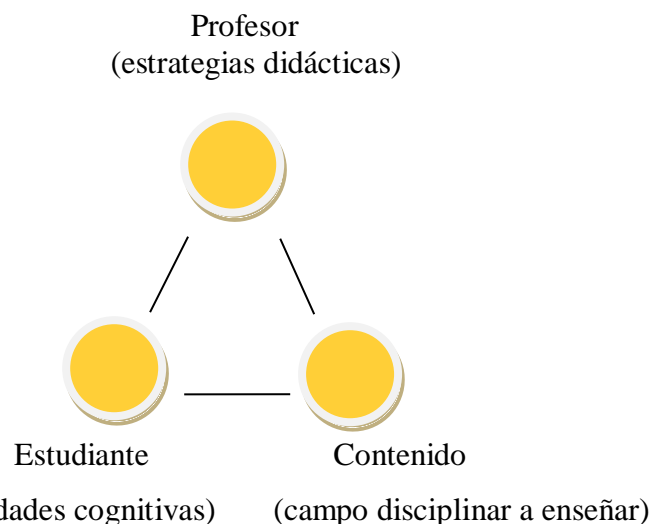 Profesor
(estrategias didácticas)
Estudiante Contenido
dades cognitivas) (campo disciplinar a enseñar)